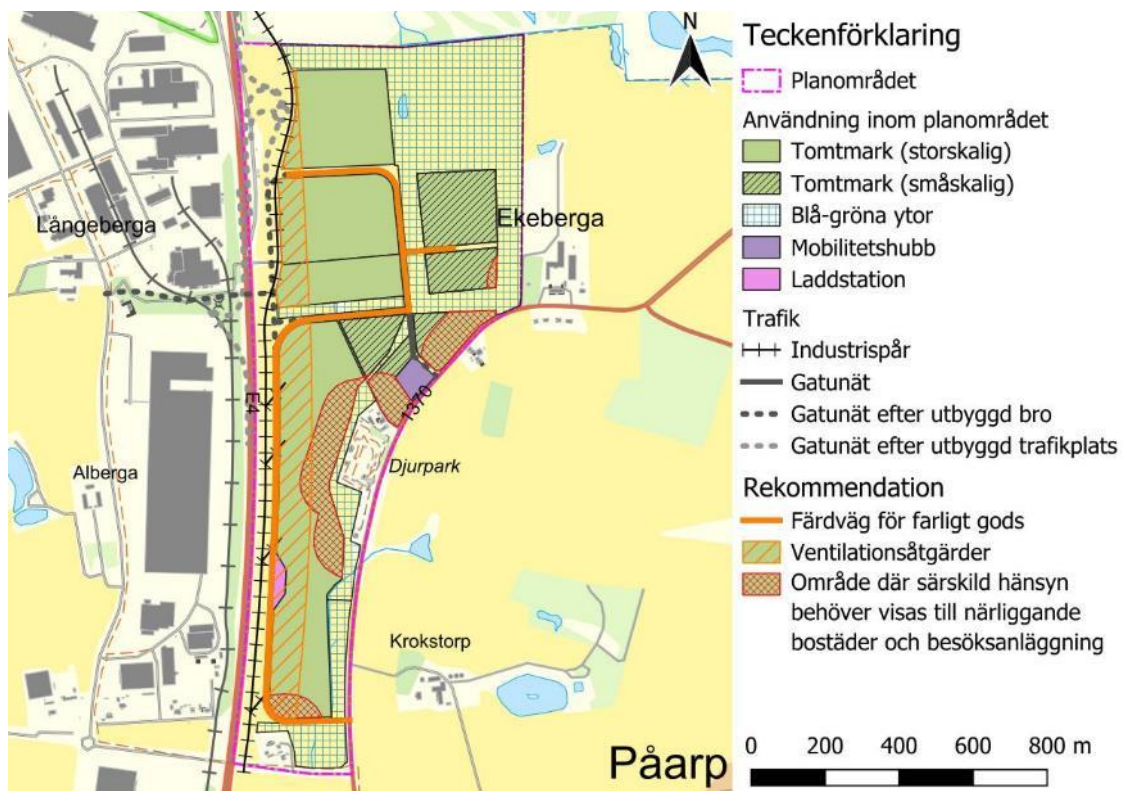 N
Långeberga
Ekeberga
E4
1370
Djurpark
Alberga
Krokstorp
Påarp
Teckenförklaring
Planområdet
Användning inom planområdet
Tomtmark (storskalig)
Tomtmark (småskalig)
Blå-gröna ytor
Mobilitetshubb
Laddstation
Trafik
Industrispår
Gatunät
Gatunät efter utbyggd bro
Gatunät efter utbyggd trafikplats
Rekommendation
Färdväg för farligt gods
Ventilationsåtgärder
Område där särskild hänsyn
behöver visas till närliggande
bostäder och besöksanläggning
0 200 400 600 800 m